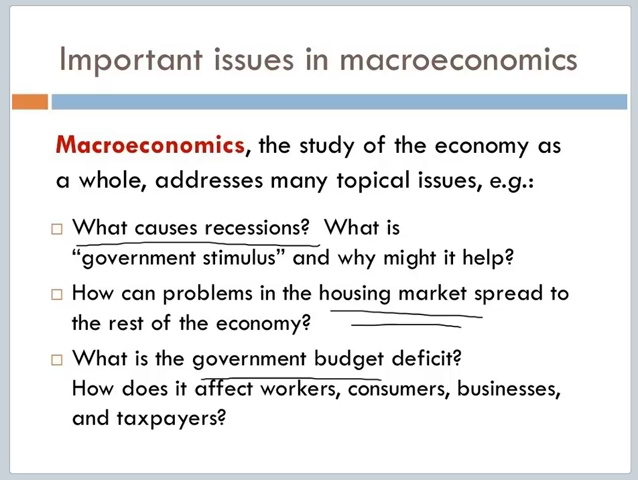 Important issues in macroeconomics
Macroeconomics, the study of the economy as
a whole, addresses many topical issues, e.g.:
What causes recessions? What is
“government stimulus” and why might it help?
How can problems in the housing market spread to
the rest of the economy?
What is the government budget deficit?
How does it affect workers, consumers, businesses,
and taxpayers?